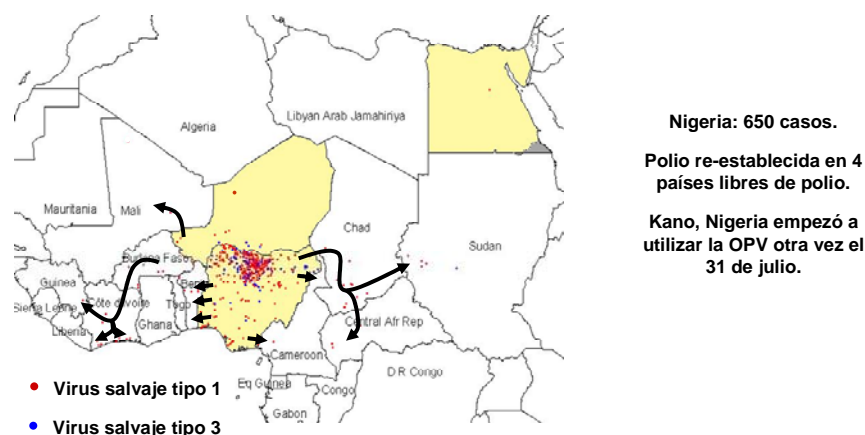 Libyan Arab Jamahiriya
Algeria
Mauritania
Mali
Chad
Sudan
Burkina Faso
Guinea
Benin
Sierra Leone
Côte d'Ivoire
Togo
Ghana
Liberia
Central Afr Rep
Cameroon
Eq Guinea
Congo
D R Congo
Gabon
Virus salvaje tipo 1
Virus salvaje tipo 3
Nigeria: 650 casos.
Polio re-establecida en 4
países libres de polio.
Kano, Nigeria empezó a
utilizar la OPV otra vez el
31 de julio.